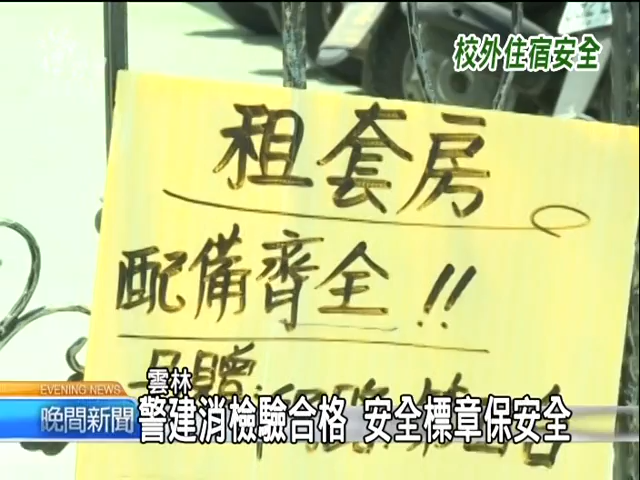 校外住宿安全
租套房
配備齊全!!
EVENING NEWS
晚間新聞
雲林
警建消檢驗合格 安全標章保安全